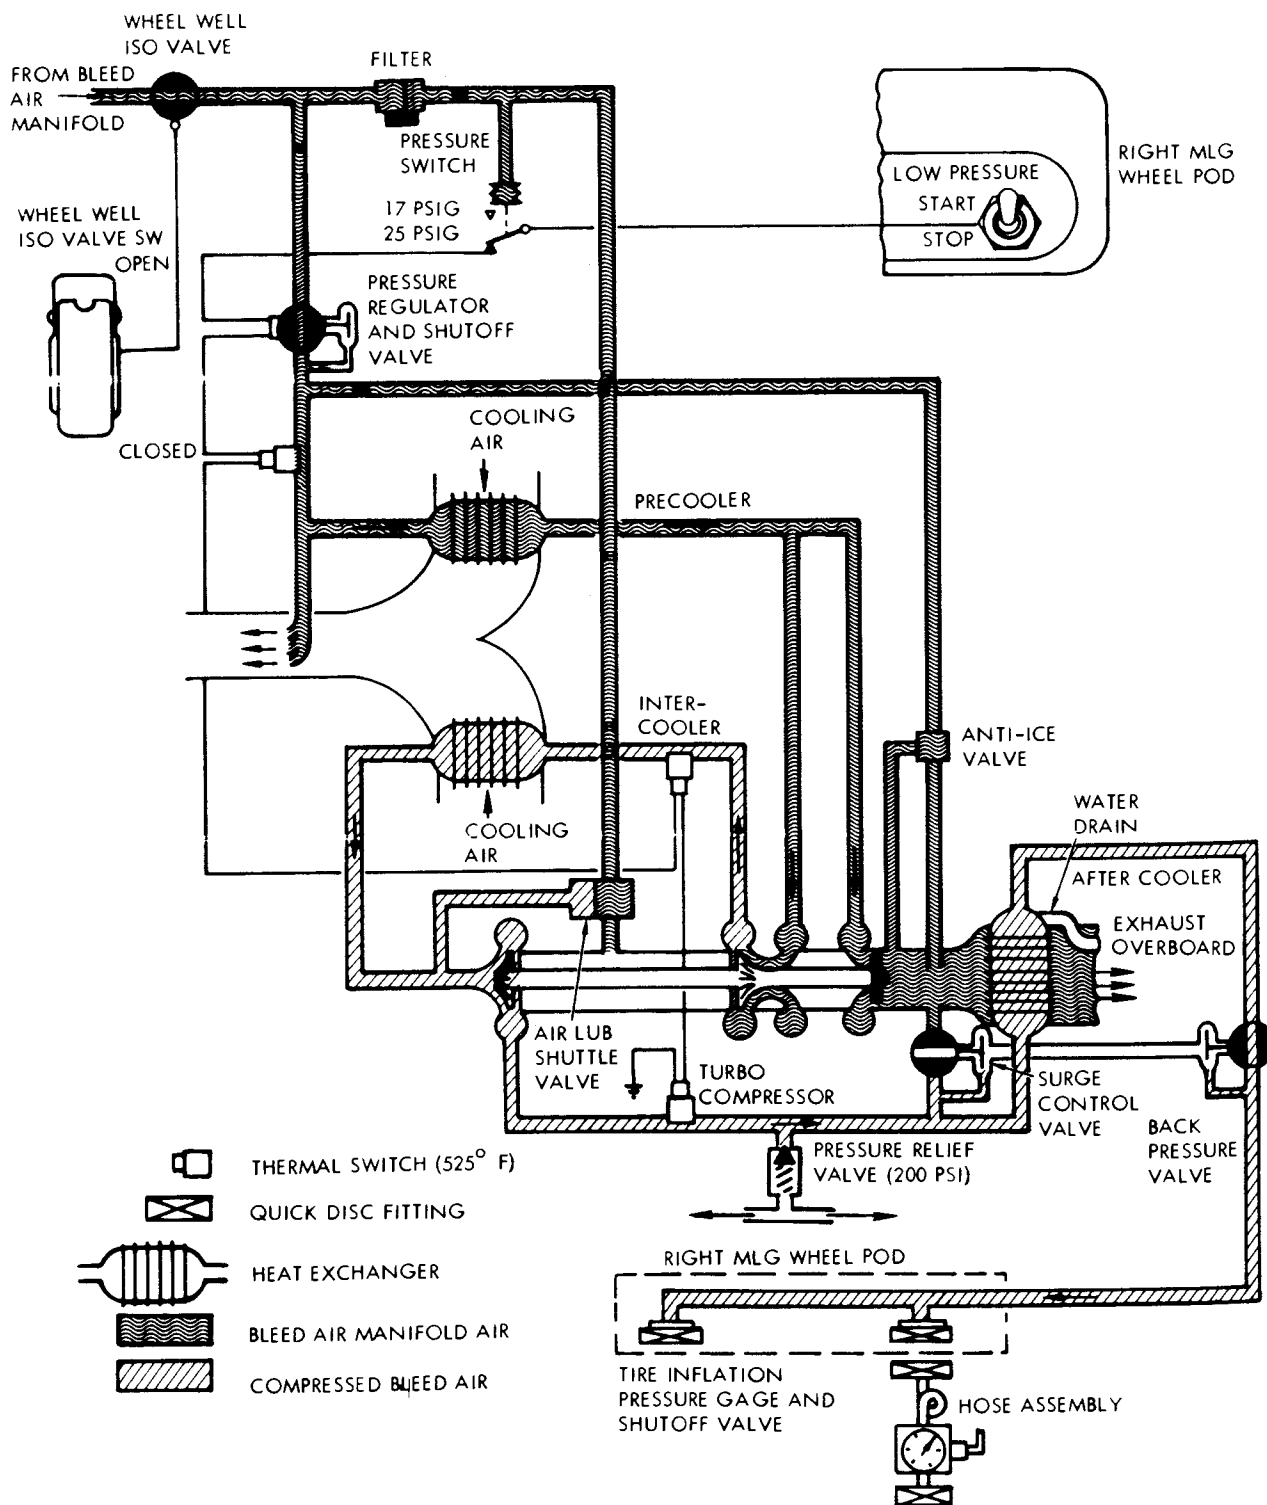 WHEEL WELL
ISO VALVE
FILTER
FROM BLEED
AIR
MANIFOLD
PRESSURE
SWITCH
17 PSIG
25 PSIG
RIGHT MLG
WHEEL POD
LOW PRESSURE
START
STOP
WHEEL WELL
ISO VALVE SW
OPEN
PRESSURE
REGULATOR
AND SHUTOFF
VALVE
CLOSED
COOLING
AIR
PRECOOLER
INTER-
COOLER
ANTI-ICE
VALVE
COOLING
AIR
WATER
DRAIN
AFTER COOLER
EXHAUST
OVERBOARD
AIR LUB
SHUTTLE
VALVE
TURBO
COMPRESSOR
SURGE
CONTROL
VALVE
BACK
PRESSURE
VALVE
PRESSURE RELIEF
VALVE (200 PSI)
THERMAL SWITCH (525° F)
QUICK DISC FITTING
HEAT EXCHANGER
BLEED AIR MANIFOLD AIR
COMPRESSED BLEED AIR
RIGHT MLG WHEEL POD
TIRE INFLATION
PRESSURE GAGE AND
SHUTOFF VALVE
HOSE ASSEMBLY